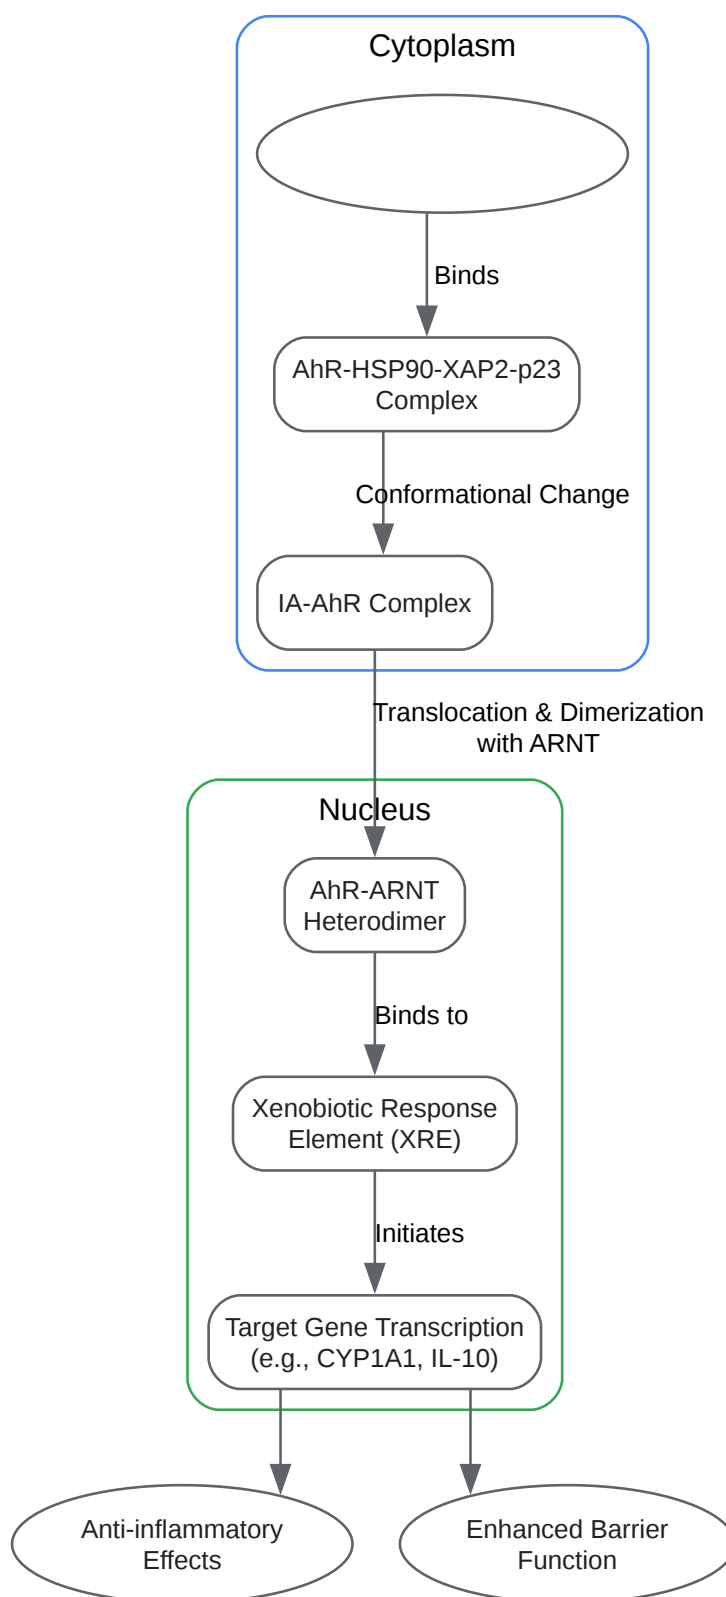 Cytoplasm
Binds
AhR-HSP90-XAP2-p23
Complex
Conformational Change
IA-AhR Complex
Translocation & Dimerization
with ARNT
Nucleus
AhR-ARNT
Heterodimer
Binds to
Xenobiotic Response
Element (XRE)
Initiates
Target Gene Transcription
(e.g., CYP1A1, IL-10)
Anti-inflammatory
Effects
Enhanced Barrier
Function